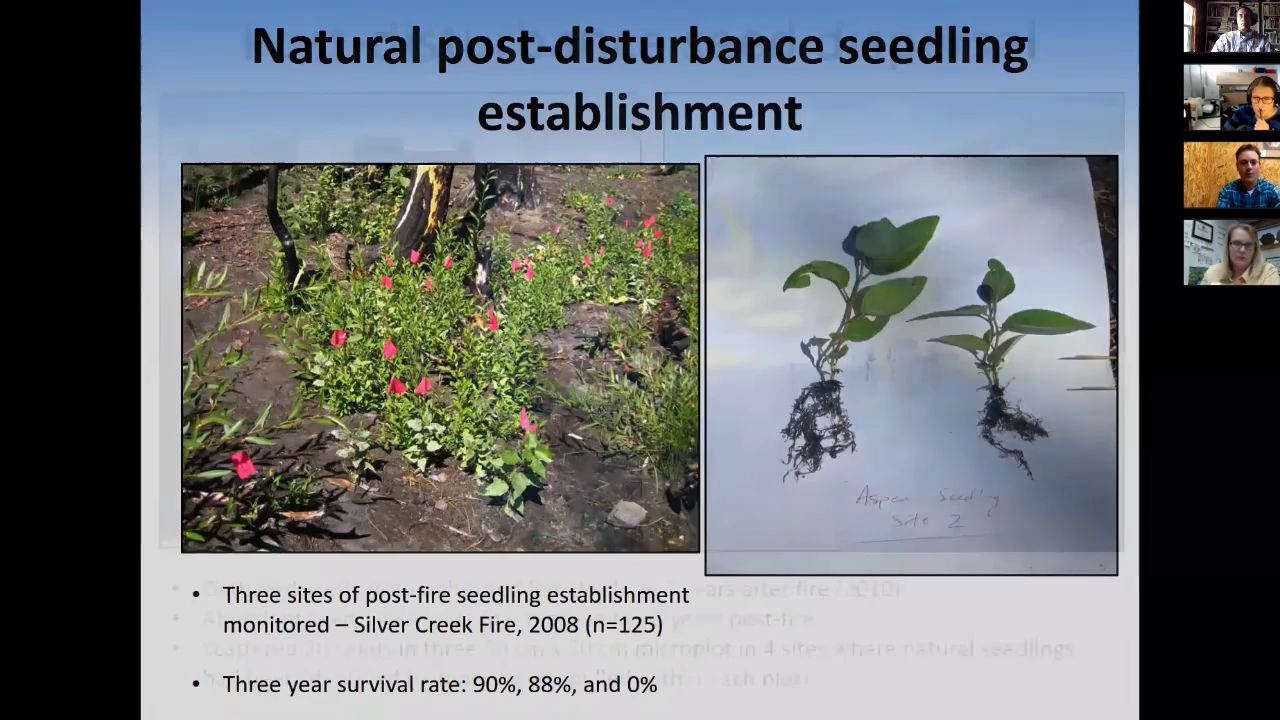 Natural post-disturbance seedling
establishment
Aspen Seedling
Site 2
• Three sites of post-fire seedling establishment
monitored – Silver Creek Fire, 2008 (n=125)
• Three year survival rate: 90%, 88%, and 0%